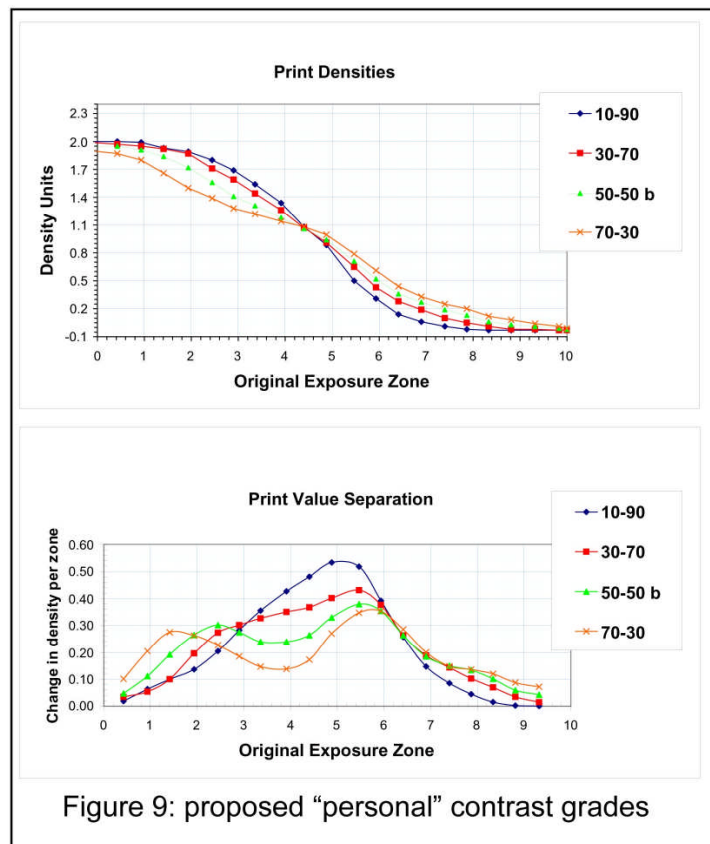 Print Densities
Density Units
2.3
2.0
1.7
1.4
1.1
0.8
0.5
0.2
-0.1
0 1 2 3 4 5 6 7 8 9 10
Original Exposure Zone
10-90
30-70
50-50 b
70-30
Print Value Separation
Change in density per zone
0.60
0.50
0.40
0.30
0.20
0.10
0.00
0 1 2 3 4 5 6 7 8 9 10
Original Exposure Zone
10-90
30-70
50-50 b
70-30
Figure 9: proposed “personal” contrast grades